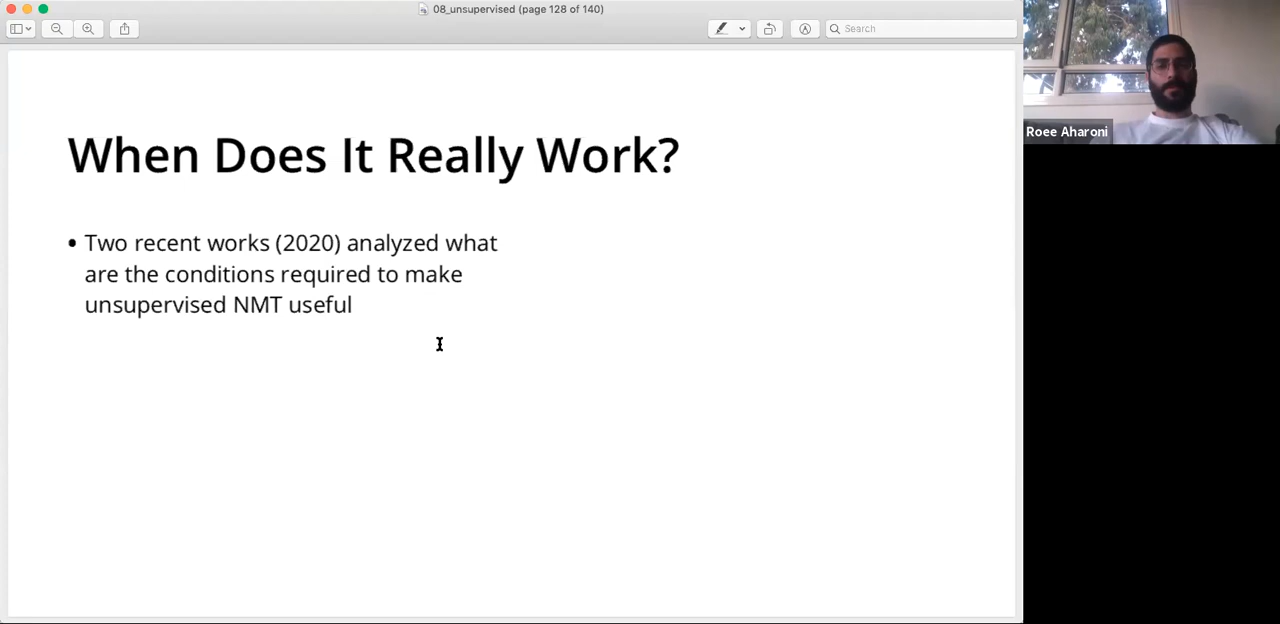 08_unsupervised (page 128 of 140)
Search
Roee Aharoni
When Does It Really Work?
• Two recent works (2020) analyzed what
are the conditions required to make
unsupervised NMT useful